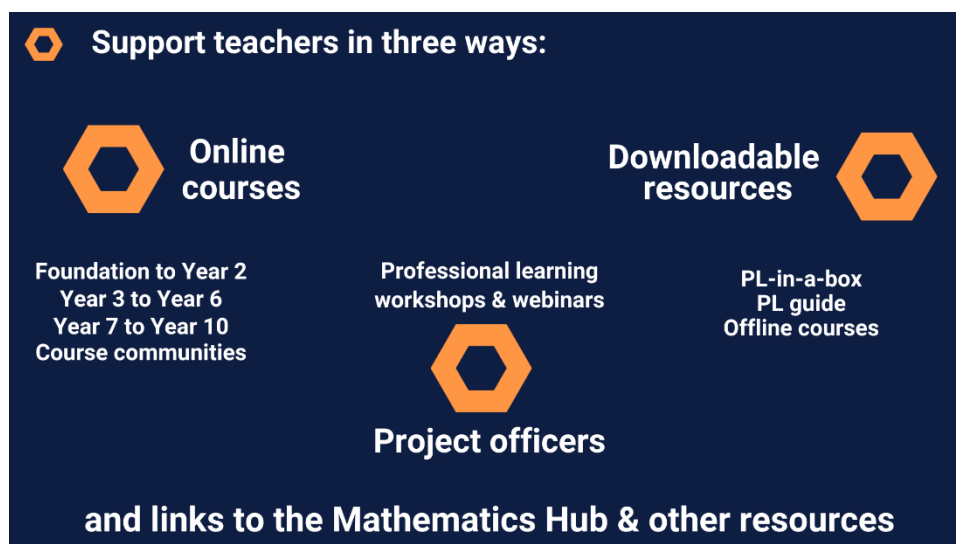 Support teachers in three ways:
Online
courses
Foundation to Year 2
Year 3 to Year 6
Year 7 to Year 10
Course communities
Professional learning
workshops & webinars
Project officers
Downloadable
resources
PL-in-a-box
PL guide
Offline courses
and links to the Mathematics Hub & other resources